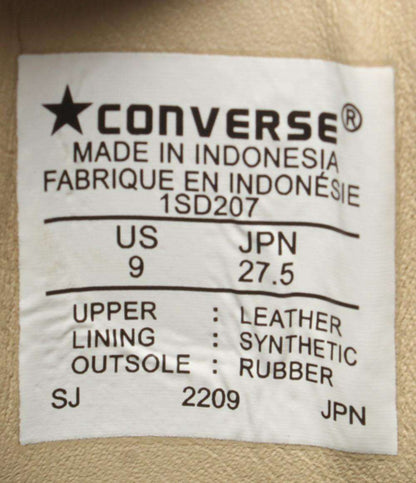 ★CONVERSE®
MADE IN INDONESIA
FABRIQUE EN INDONÉSIE
1SD207
US JPN
9 27.5
UPPER : LEATHER
LINING : SYNTHETIC
OUTSOLE : RUBBER
SJ 2209 JPN